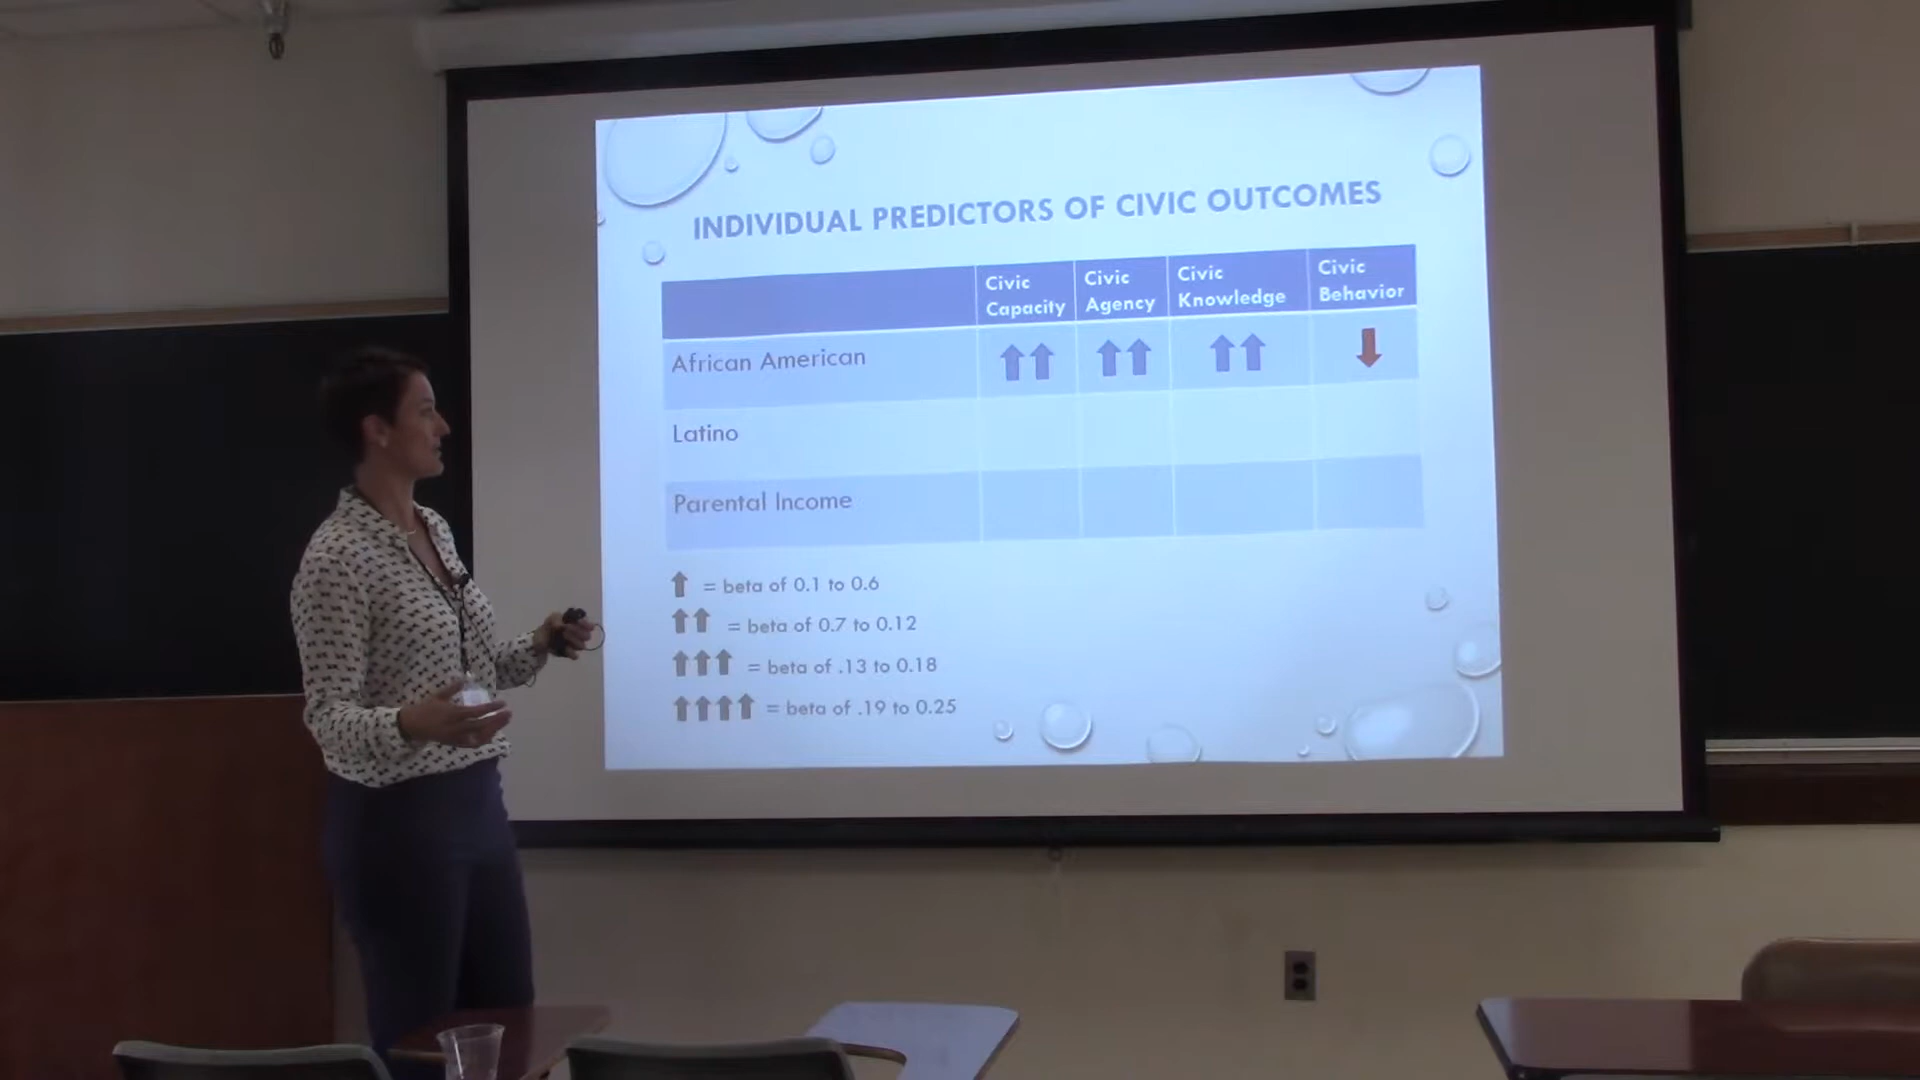 INDIVIDUAL PREDICTORS OF CIVIC OUTCOMES
Civic Capacity
Civic Agency
Civic Knowledge
Civic Behavior
African American
Latino
Parental Income
= beta of 0.1 to 0.6
= beta of 0.7 to 0.12
= beta of .13 to 0.18
= beta of .19 to 0.25